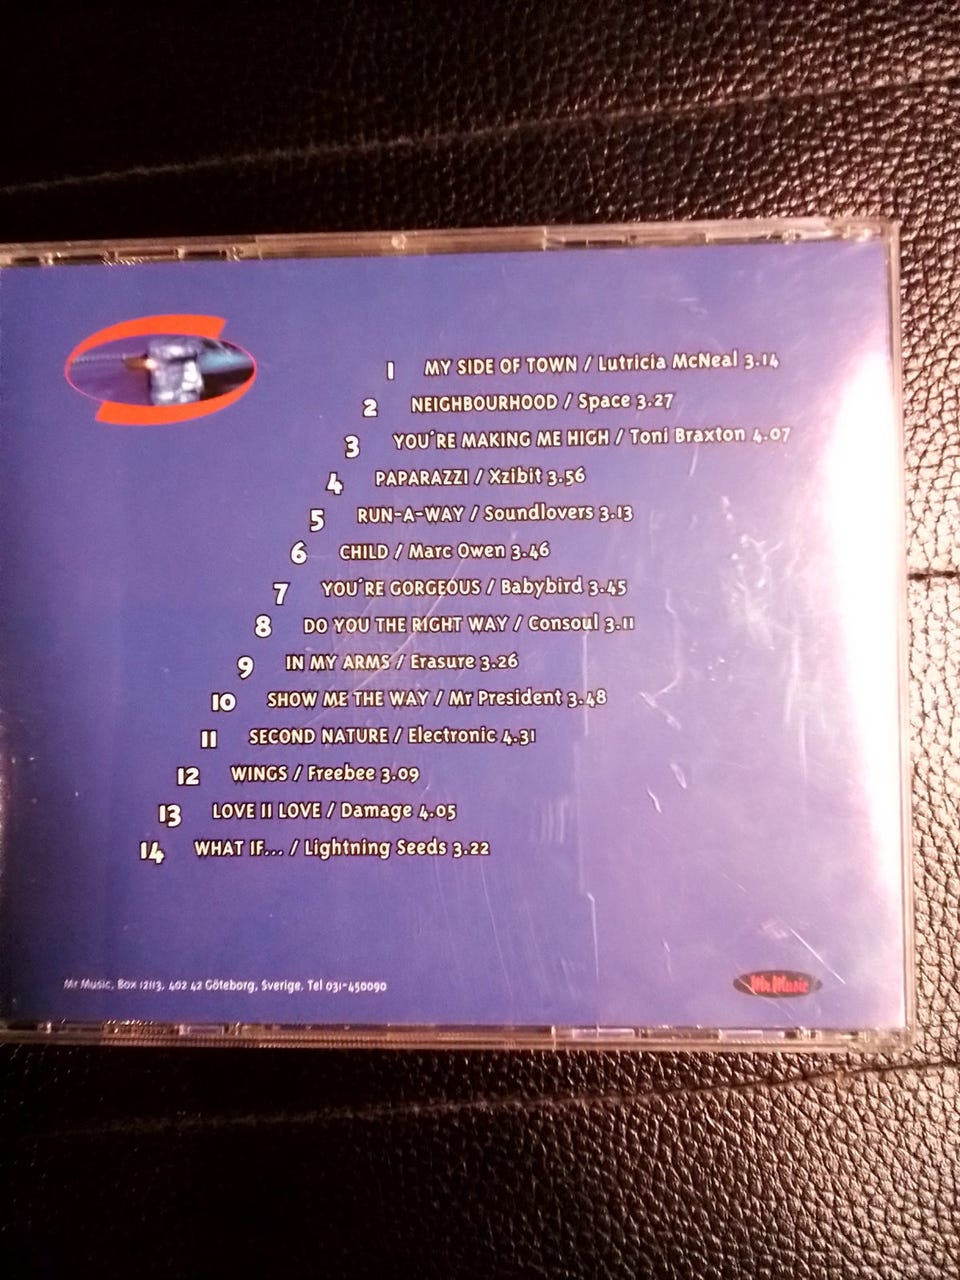 1 MY SIDE OF TOWN / Lutricia McNeal 3.14
2 NEIGHBOURHOOD / Space 3.27
3 YOU'RE MAKING ME HIGH / Toni Braxton 4.07
4 PAPARAZZI / Xzibit 3.56
5 RUN-A-WAY / Soundlovers 3.13
6 CHILD / Marc Owen 3.46
7 YOU'RE GORGEOUS / Babybird 3.45
8 DO YOU THE RIGHT WAY / Consoul 3.11
9 IN MY ARMS / Erasure 3.26
10 SHOW ME THE WAY / Mr President 3.48
11 SECOND NATURE / Electronic 4.31
12 WINGS / Freebee 3.09
13 LOVE II LOVE / Damage 4.05
14 WHAT IF... / Lightning Seeds 3.22
Mr Music, Box 12113, 402 42 Göteborg, Sverige. Tel 031-450090
Mr Music